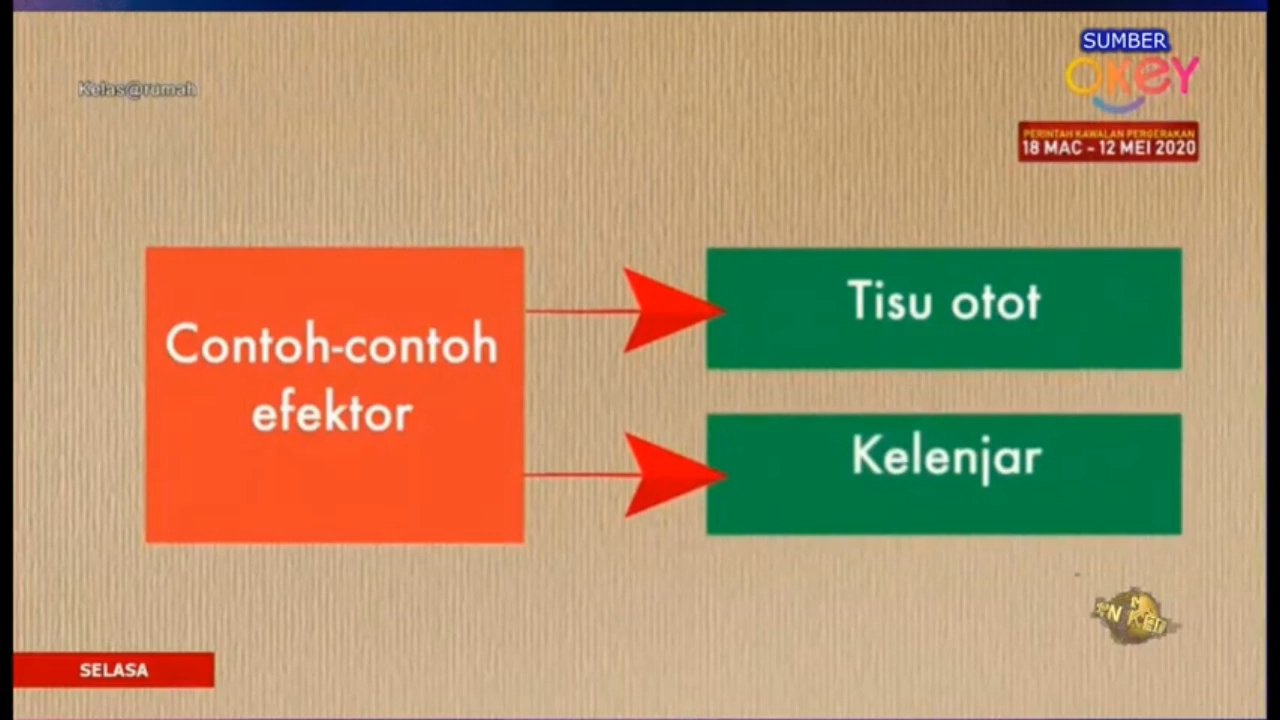 SUMBER
OKeY
Kelas@rumah
PERINTAH KAWALAN PERGERAKAN
18 MAC - 12 MEI 2020
Contoh-contoh
efektor
Tisu otot
Kelenjar
SELASA